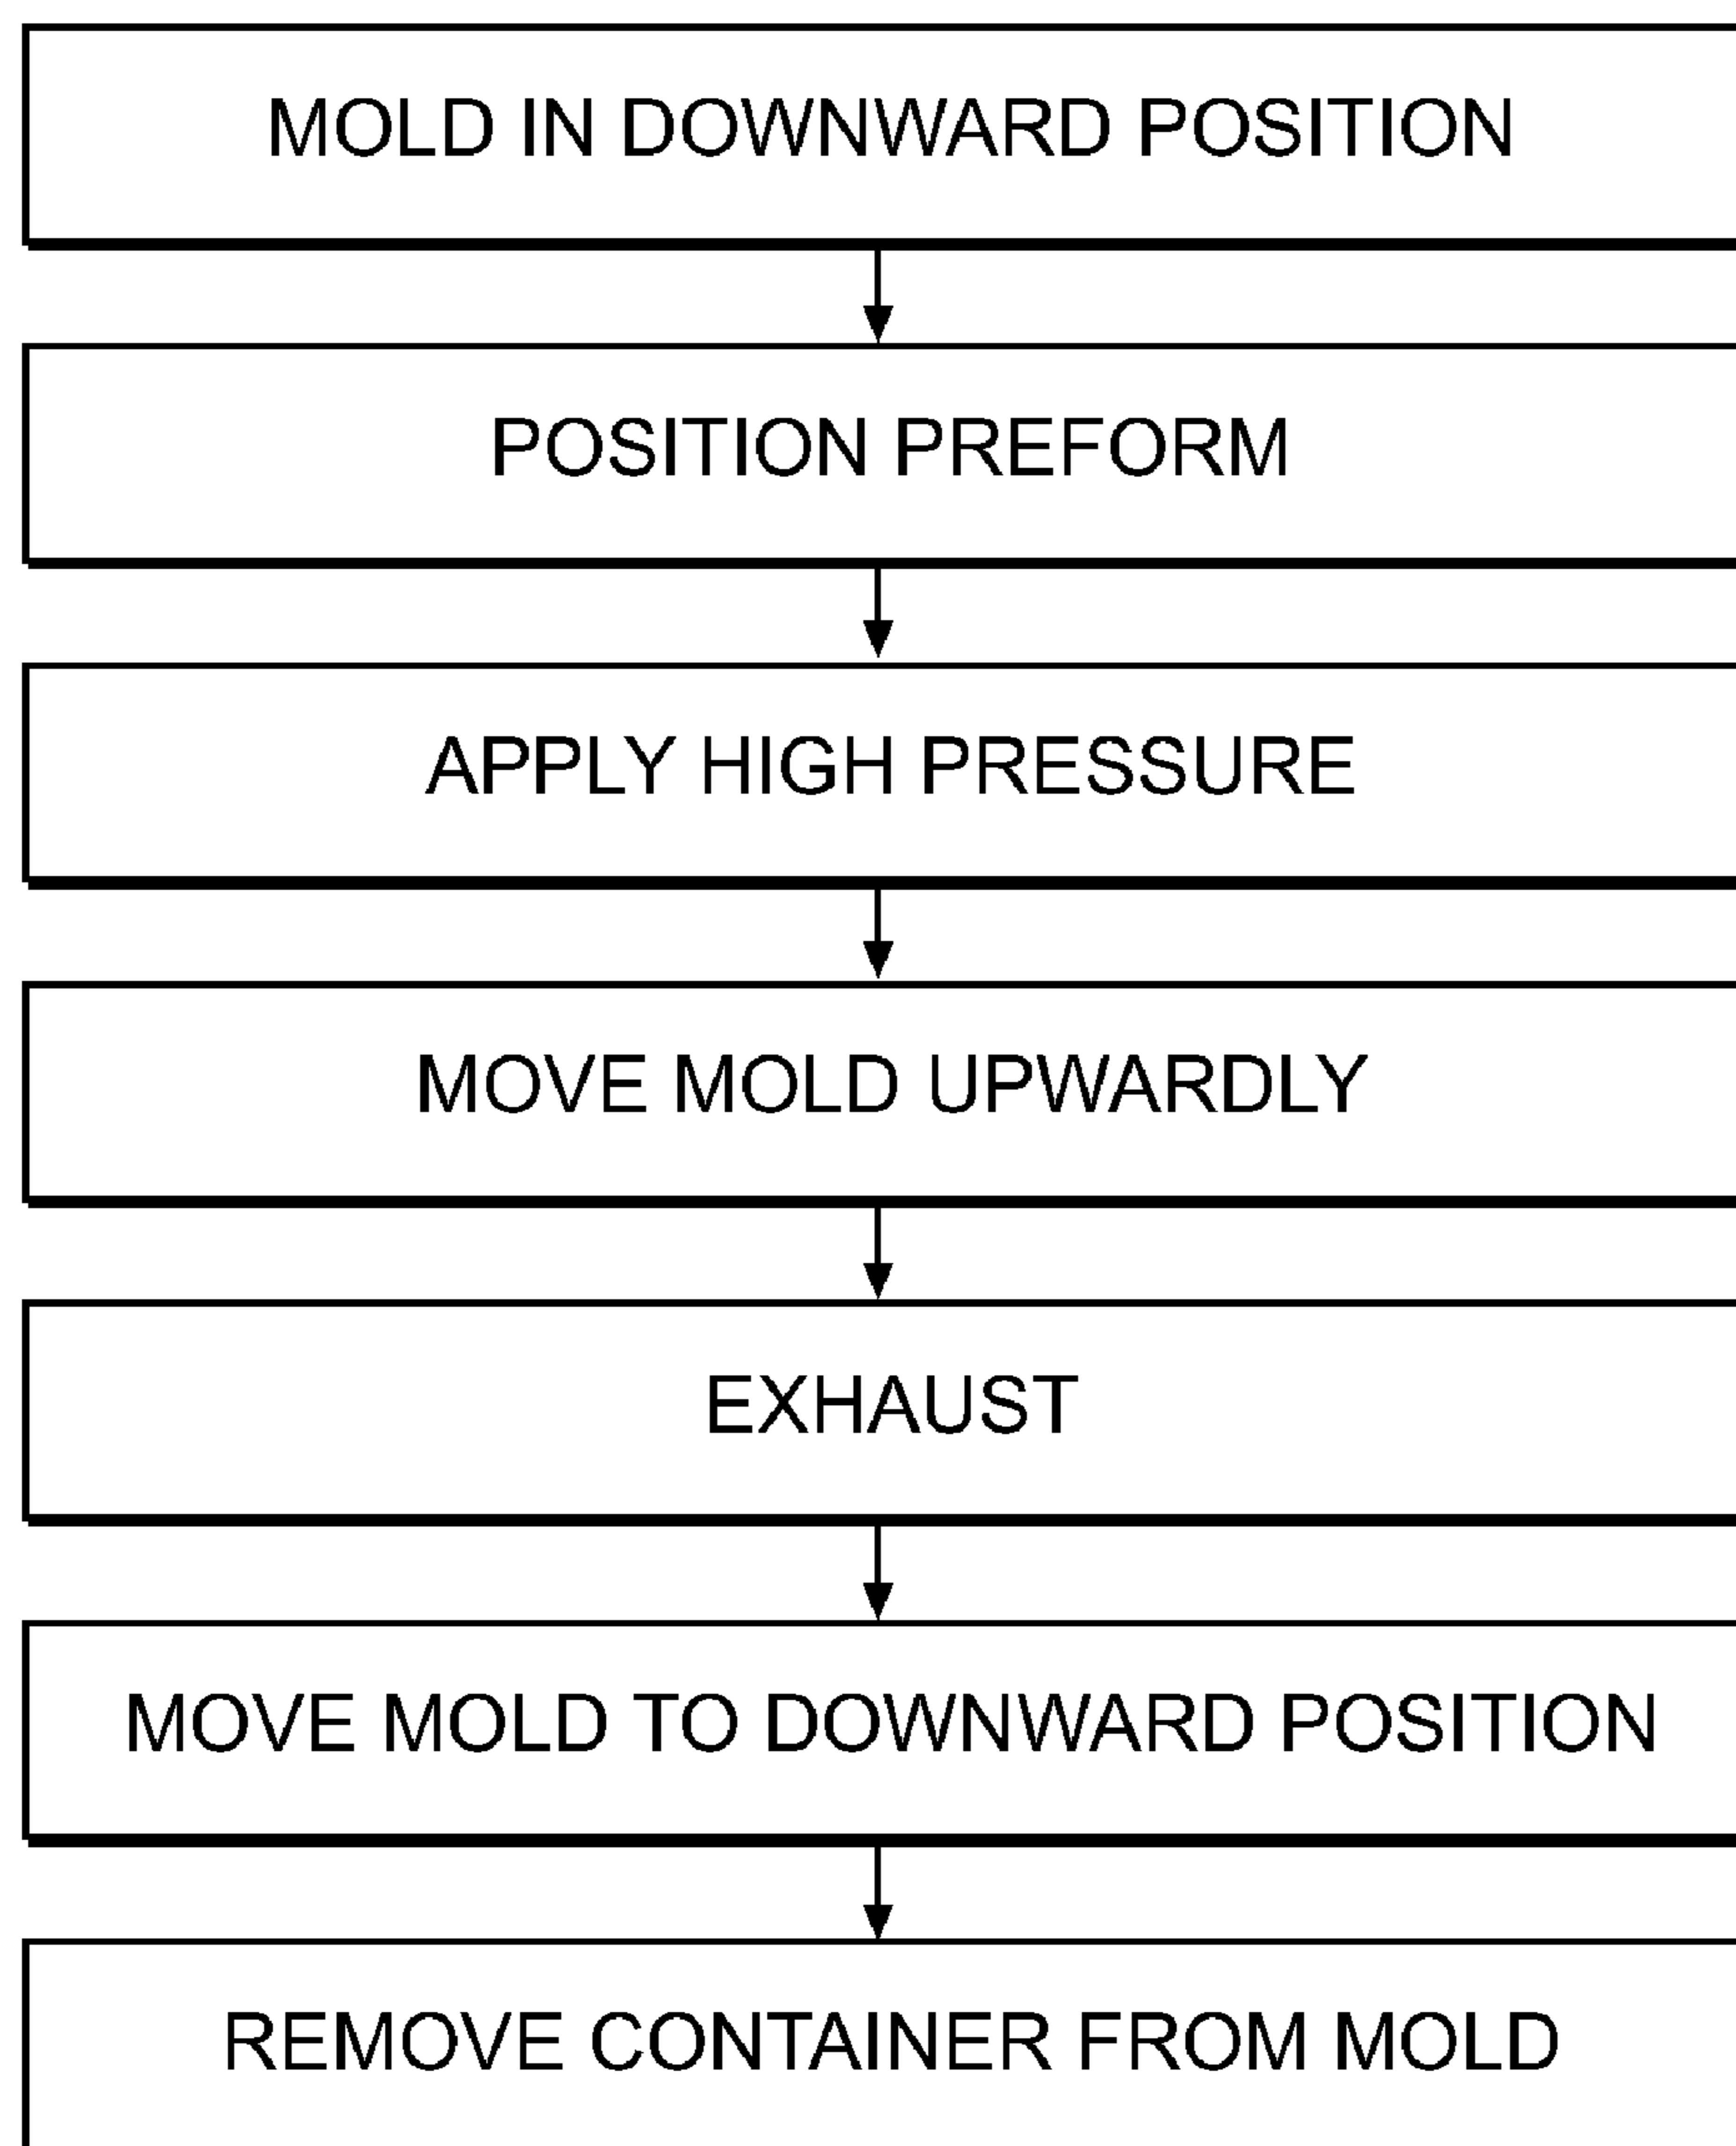 MOLD IN DOWNWARD POSITION
POSITION PREFORM
APPLY HIGH PRESSURE
MOVE MOLD UPWARDLY
EXHAUST
MOVE MOLD TO DOWNWARD POSITION
REMOVE CONTAINER FROM MOLD